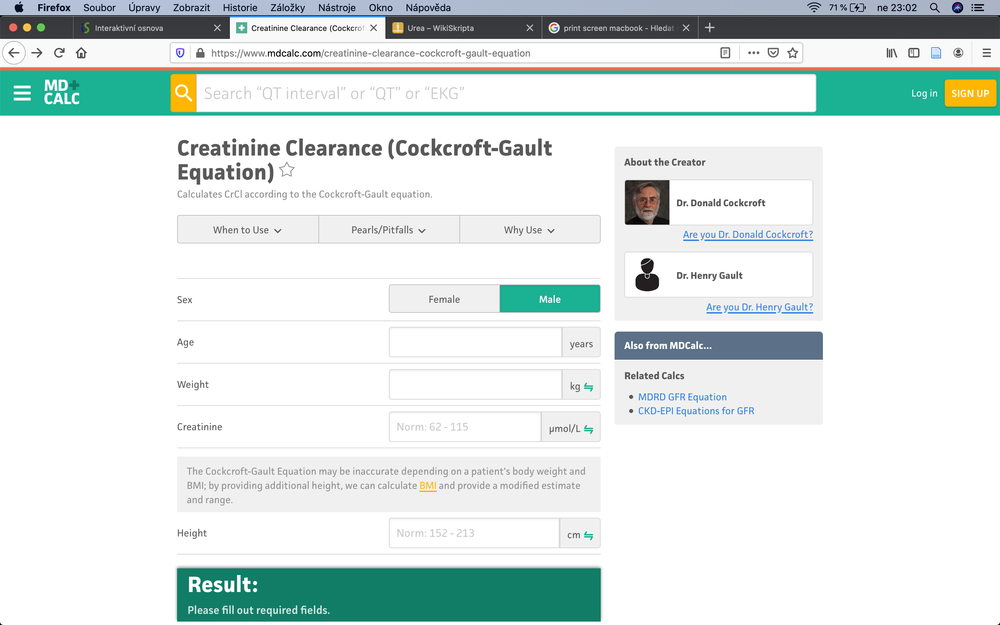 Firefox Soubor Úpravy Zobrazit Historie Záložky Nástroje Okno Nápověda 71 % ne 23:02
Interaktivní osnova Creatinine Clearance (Cockcrof Urea – WikiSkripta print screen macbook - Hledat
https://www.mdcalc.com/creatinine-clearance-cockcroft-gault-equation
MD+
CALC
Search “QT interval” or “QT” or “EKG”
Log in SIGN UP
Creatinine Clearance (Cockcroft-Gault
Equation)
Calculates CrCl according to the Cockcroft-Gault equation.
When to Use Pearls/Pitfalls Why Use
Sex Female Male
Age years
Weight kg
Creatinine Norm: 62 - 115 µmol/L
The Cockcroft-Gault Equation may be inaccurate depending on a patient's body weight and
BMI; by providing additional height, we can calculate BMI and provide a modified estimate
and range.
Height Norm: 152 - 213 cm
Result:
Please fill out required fields.
About the Creator
Dr. Donald Cockcroft
Are you Dr. Donald Cockcroft?
Dr. Henry Gault
Are you Dr. Henry Gault?
Also from MDCalc...
Related Calcs
MDRD GFR Equation
CKD-EPI Equations for GFR